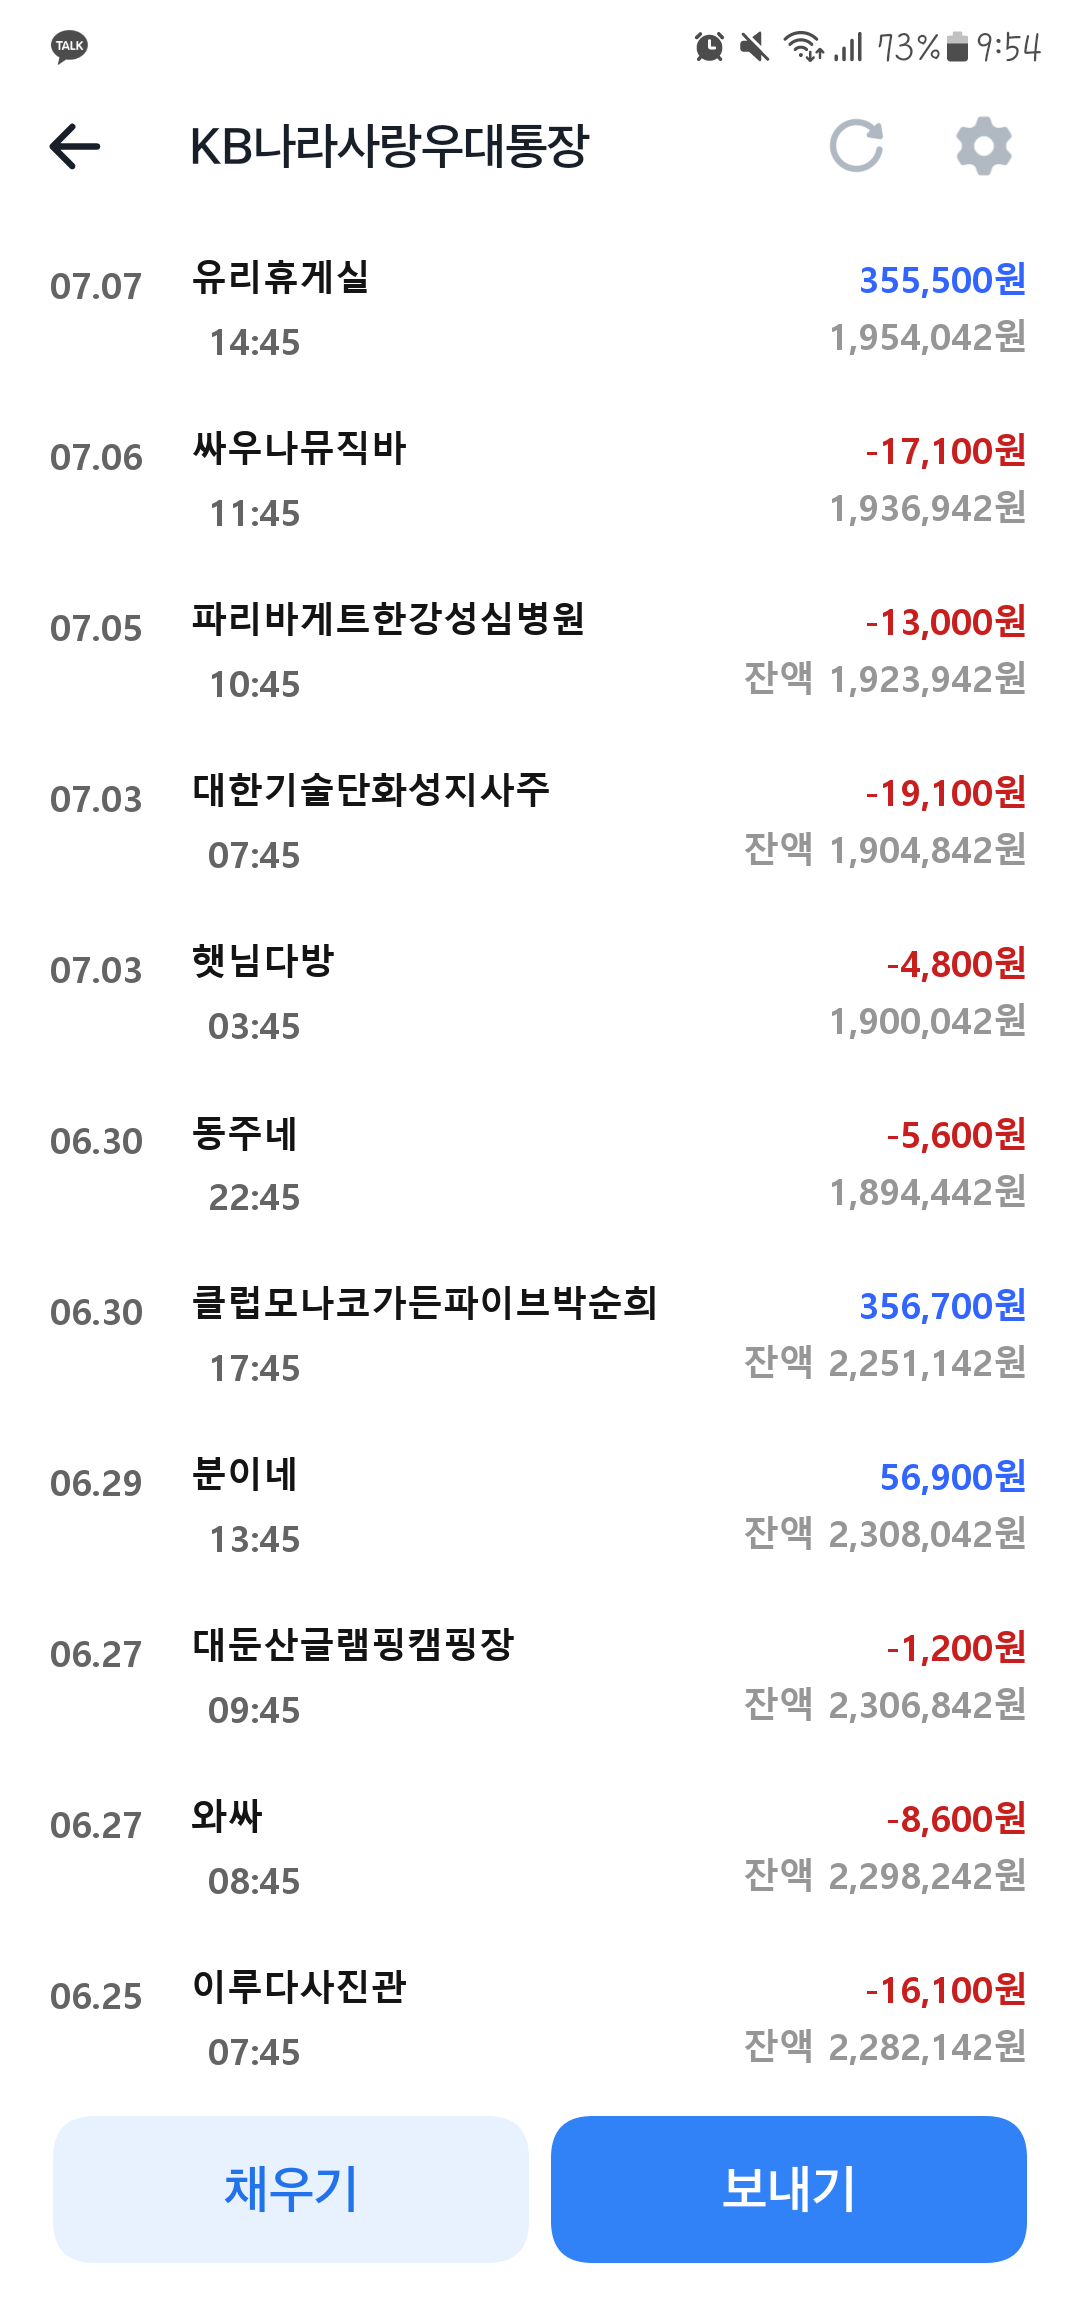 TALK 73% 9:54
KB나라사랑우대통장
07.07 유리휴게실 355,500원
14:45 1,954,042원
07.06 싸우나뮤직바 -17,100원
11:45 1,936,942원
07.05 파리바게트한강성심병원 -13,000원
10:45 잔액 1,923,942원
07.03 대한기술단화성지사주 -19,100원
07:45 잔액 1,904,842원
07.03 햇님다방 -4,800원
03:45 1,900,042원
06.30 동주네 -5,600원
22:45 1,894,442원
06.30 클럽모나코가든파이브박순희 356,700원
17:45 잔액 2,251,142원
06.29 분이네 56,900원
13:45 잔액 2,308,042원
06.27 대둔산글램핑캠핑장 -1,200원
09:45 잔액 2,306,842원
06.27 와싸 -8,600원
08:45 잔액 2,298,242원
06.25 이루다사진관 -16,100원
07:45 잔액 2,282,142원
채우기 보내기